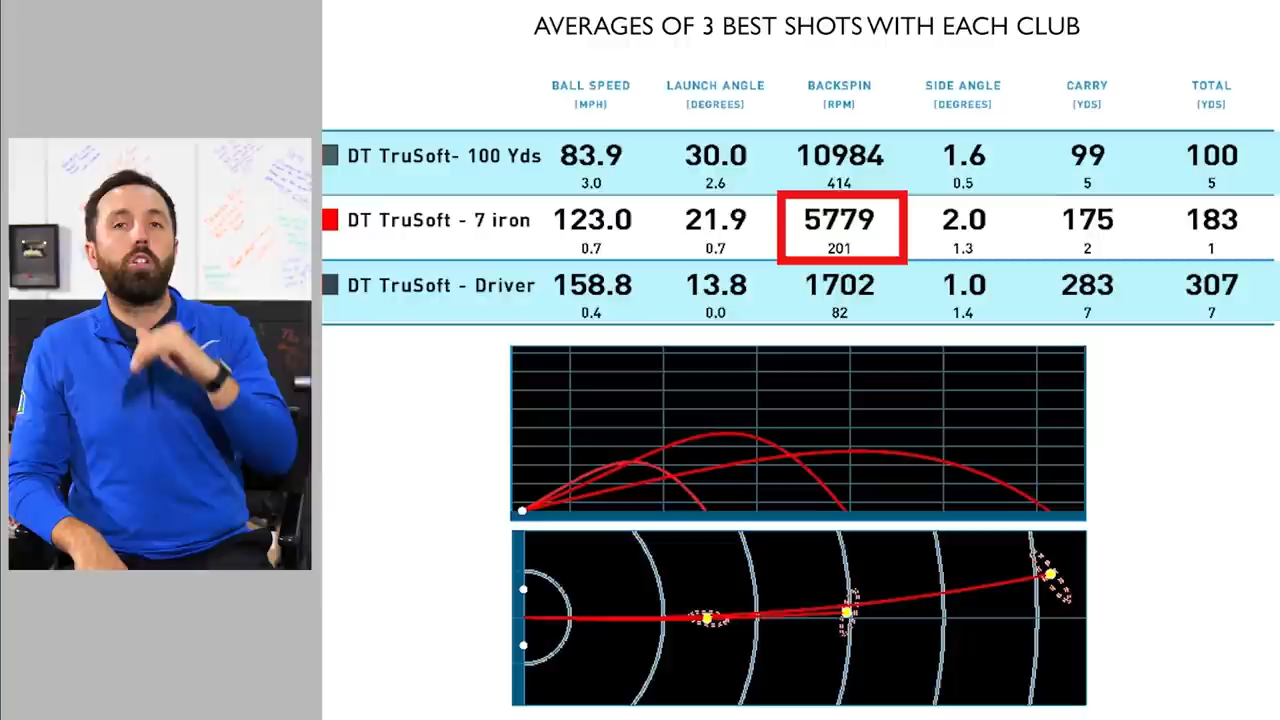 AVERAGES OF 3 BEST SHOTS WITH EACH CLUB
BALL SPEED LAUNCH ANGLE BACKSPIN SIDE ANGLE CARRY TOTAL
(MPH) (DEGREES) (RPM) (DEGREES) (YDS) (YDS)
DT TruSoft- 100 Yds 83.9 30.0 10984 1.6 99 100
3.0 2.6 414 0.5 5 5
DT TruSoft - 7 iron 123.0 21.9 5779 2.0 175 183
0.7 0.7 201 1.3 2 1
DT TruSoft - Driver 158.8 13.8 1702 1.0 283 307
0.4 0.0 82 1.4 7 7